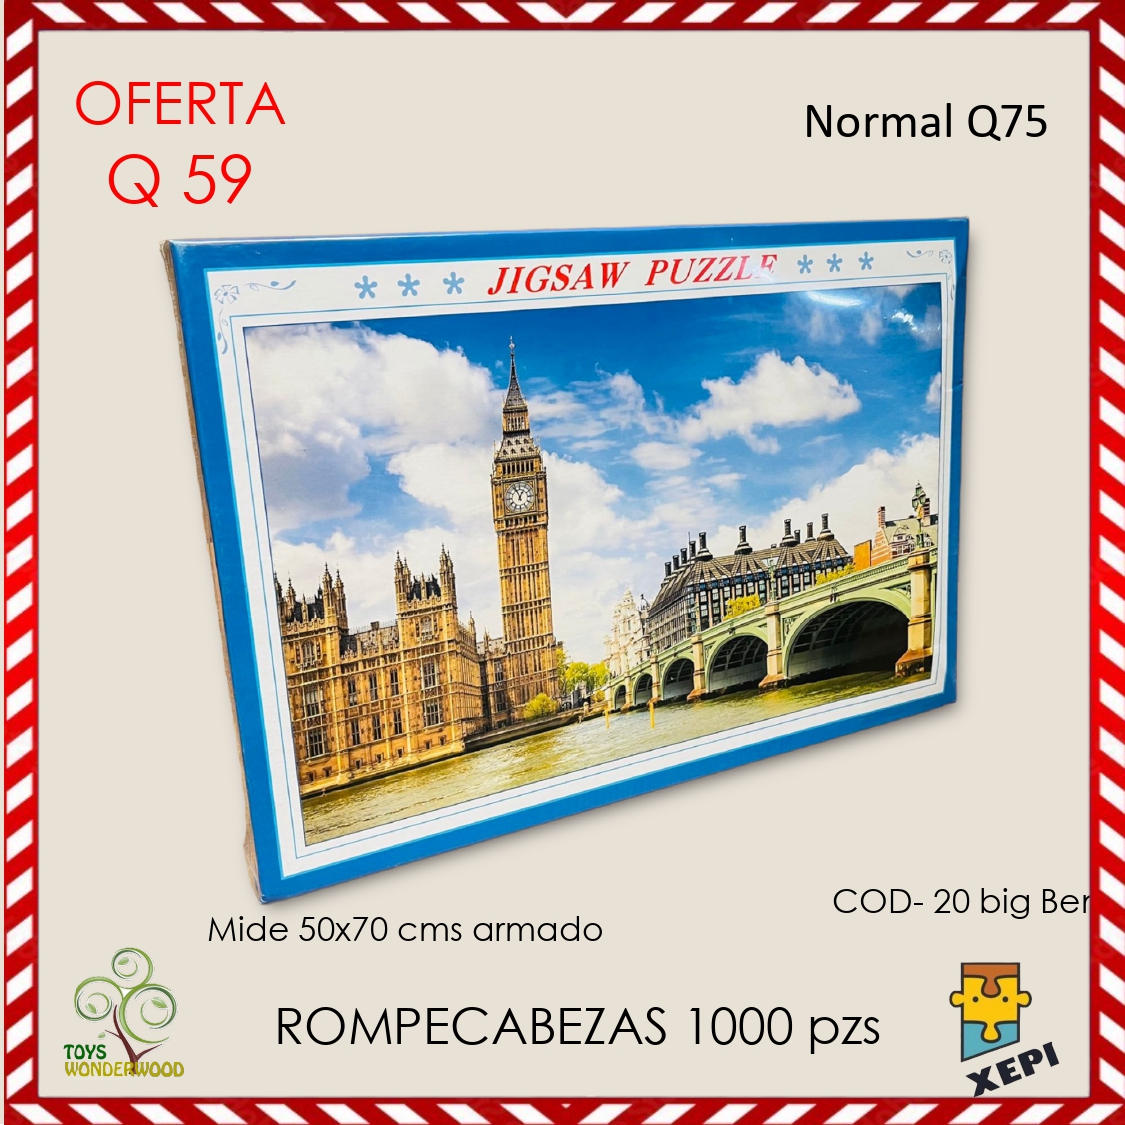 OFERTA
Q 59
Normal Q75
JIGSAW PUZZLE
COD- 20 big Ben
Mide 50x70 cms armado
ROMPECABEZAS 1000 pzs
TOYS
WONDERWOOD
XEPI